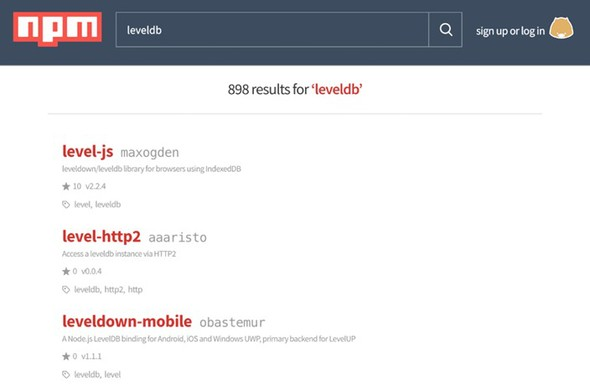 npm
leveldb
sign up or log in
898 results for ‘leveldb’
level-js maxogden
leveldown/leveldb library for browsers using IndexedDB
10 v2.2.4
level, leveldb
level-http2 aaaristo
Access a leveldb instance via HTTP2
0 v0.0.4
leveldb, http2, http
leveldown-mobile obastemur
A Node.js LevelDB binding for Android, iOS and Windows UWP, primary backend for LevelUP
0 v1.1.1
leveldb, level